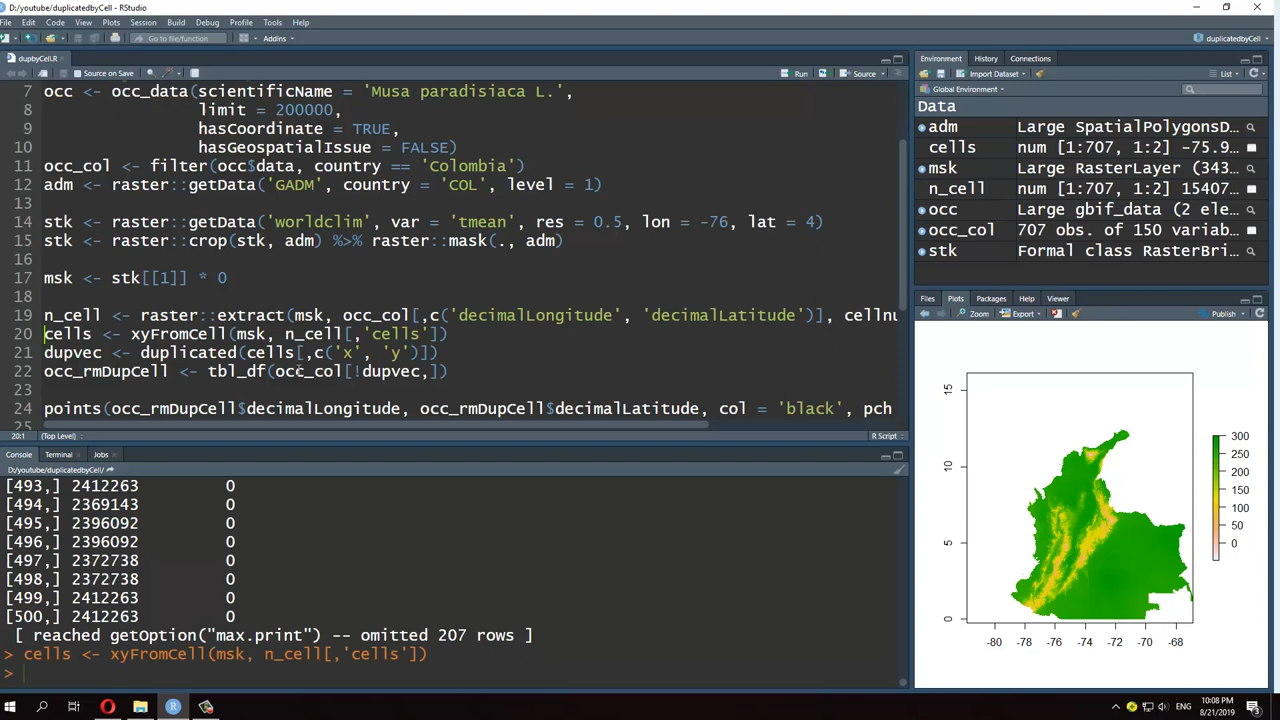 D:/youtube/duplicatedbyCell - RStudio
File Edit Code View Plots Session Build Debug Profile Tools Help
Go to file/function Addins duplicatedbyCell
dupbyCell.R
Source on Save Run Source
7 occ <- occ_data(scientificName = 'Musa paradisiaca L.',
8 limit = 200000,
9 hasCoordinate = TRUE,
10 hasGeospatialIssue = FALSE)
11 occ_col <- filter(occ$data, country == 'Colombia')
12 adm <- raster::getData('GADM', country = 'COL', level = 1)
13
14 stk <- raster::getData('worldclim', var = 'tmean', res = 0.5, lon = -76, lat = 4)
15 stk <- raster::crop(stk, adm) %>% raster::mask(., adm)
16
17 msk <- stk[[1]] * 0
18
19 n_cell <- raster::extract(msk, occ_col[,c('decimalLongitude', 'decimalLatitude')], cellnu
20 cells <- xyFromCell(msk, n_cell[,'cells'])
21 dupvec <- duplicated(cells[,c('x', 'y')])
22 occ_rmDupCell <- tbl_df(occ_col[!dupvec,])
23
24 points(occ_rmDupCell$decimalLongitude, occ_rmDupCell$decimalLatitude, col = 'black', pch
25
20:1 (Top Level) R Script
Console Terminal Jobs
D:/youtube/duplicatedbyCell/
[493,] 2412263 0
[494,] 2369143 0
[495,] 2396092 0
[496,] 2396092 0
[497,] 2372738 0
[498,] 2372738 0
[499,] 2412263 0
[500,] 2412263 0
[ reached getOption("max.print") -- omitted 207 rows ]
> cells <- xyFromCell(msk, n_cell[,'cells'])
>
Environment History Connections
Import Dataset List
Global Environment
Data
adm Large SpatialPolygonsD…
cells num [1:707, 1:2] -75.9…
msk Large RasterLayer (343…
n_cell num [1:707, 1:2] 15407…
occ Large gbif_data (2 ele…
occ_col 707 obs. of 150 variab…
stk Formal class RasterBri…
Files Plots Packages Help Viewer
Zoom Export Publish
15
10
5
0
-80 -78 -76 -74 -72 -70 -68
300
250
200
150
100
50
0
ENG
10:08 PM
8/21/2019
3